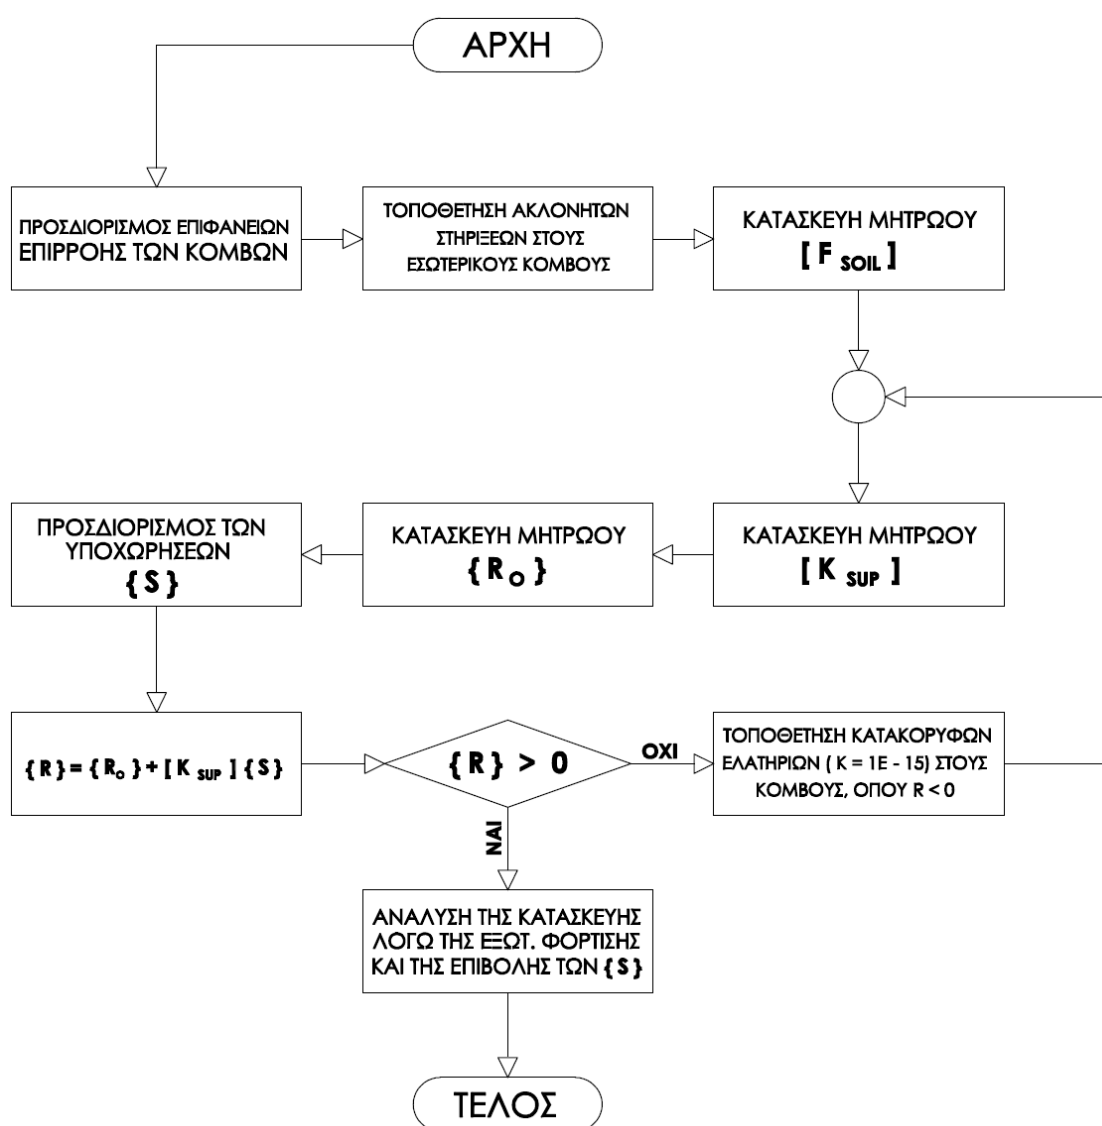 ΑΡΧΗ
ΠΡΟΣΔΙΟΡΙΣΜΟΣ ΕΠΙΦΑΝΕΙΩΝ
ΕΠΙΡΡΟΗΣ ΤΩΝ ΚΟΜΒΩΝ
ΤΟΠΟΘΕΤΗΣΗ ΑΚΛΟΝΗΤΩΝ
ΣΤΗΡΙΞΕΩΝ ΣΤΟΥΣ
ΕΣΩΤΕΡΙΚΟΥΣ ΚΟΜΒΟΥΣ
ΚΑΤΑΣΚΕΥΗ ΜΗΤΡΩΟΥ
[ F SOIL ]
ΚΑΤΑΣΚΕΥΗ ΜΗΤΡΩΟΥ
[ K SUP ]
ΚΑΤΑΣΚΕΥΗ ΜΗΤΡΩΟΥ
{ R O }
ΠΡΟΣΔΙΟΡΙΣΜΟΣ ΤΩΝ
ΥΠΟΧΩΡΗΣΕΩΝ
{ S }
{ R } = { R O } + [ K SUP ] { S }
{ R } > 0
ΟΧΙ
ΤΟΠΟΘΕΤΗΣΗ ΚΑΤΑΚΟΡΥΦΩΝ
ΕΛΑΤΗΡΙΩΝ ( K = 1E - 15) ΣΤΟΥΣ
ΚΟΜΒΟΥΣ, ΟΠΟΥ R < 0
ΝΑΙ
ΑΝΑΛΥΣΗ ΤΗΣ ΚΑΤΑΣΚΕΥΗΣ
ΛΟΓΩ ΤΗΣ ΕΞΩΤ. ΦΟΡΤΙΣΗΣ
ΚΑΙ ΤΗΣ ΕΠΙΒΟΛΗΣ ΤΩΝ { S }
ΤΕΛΟΣ